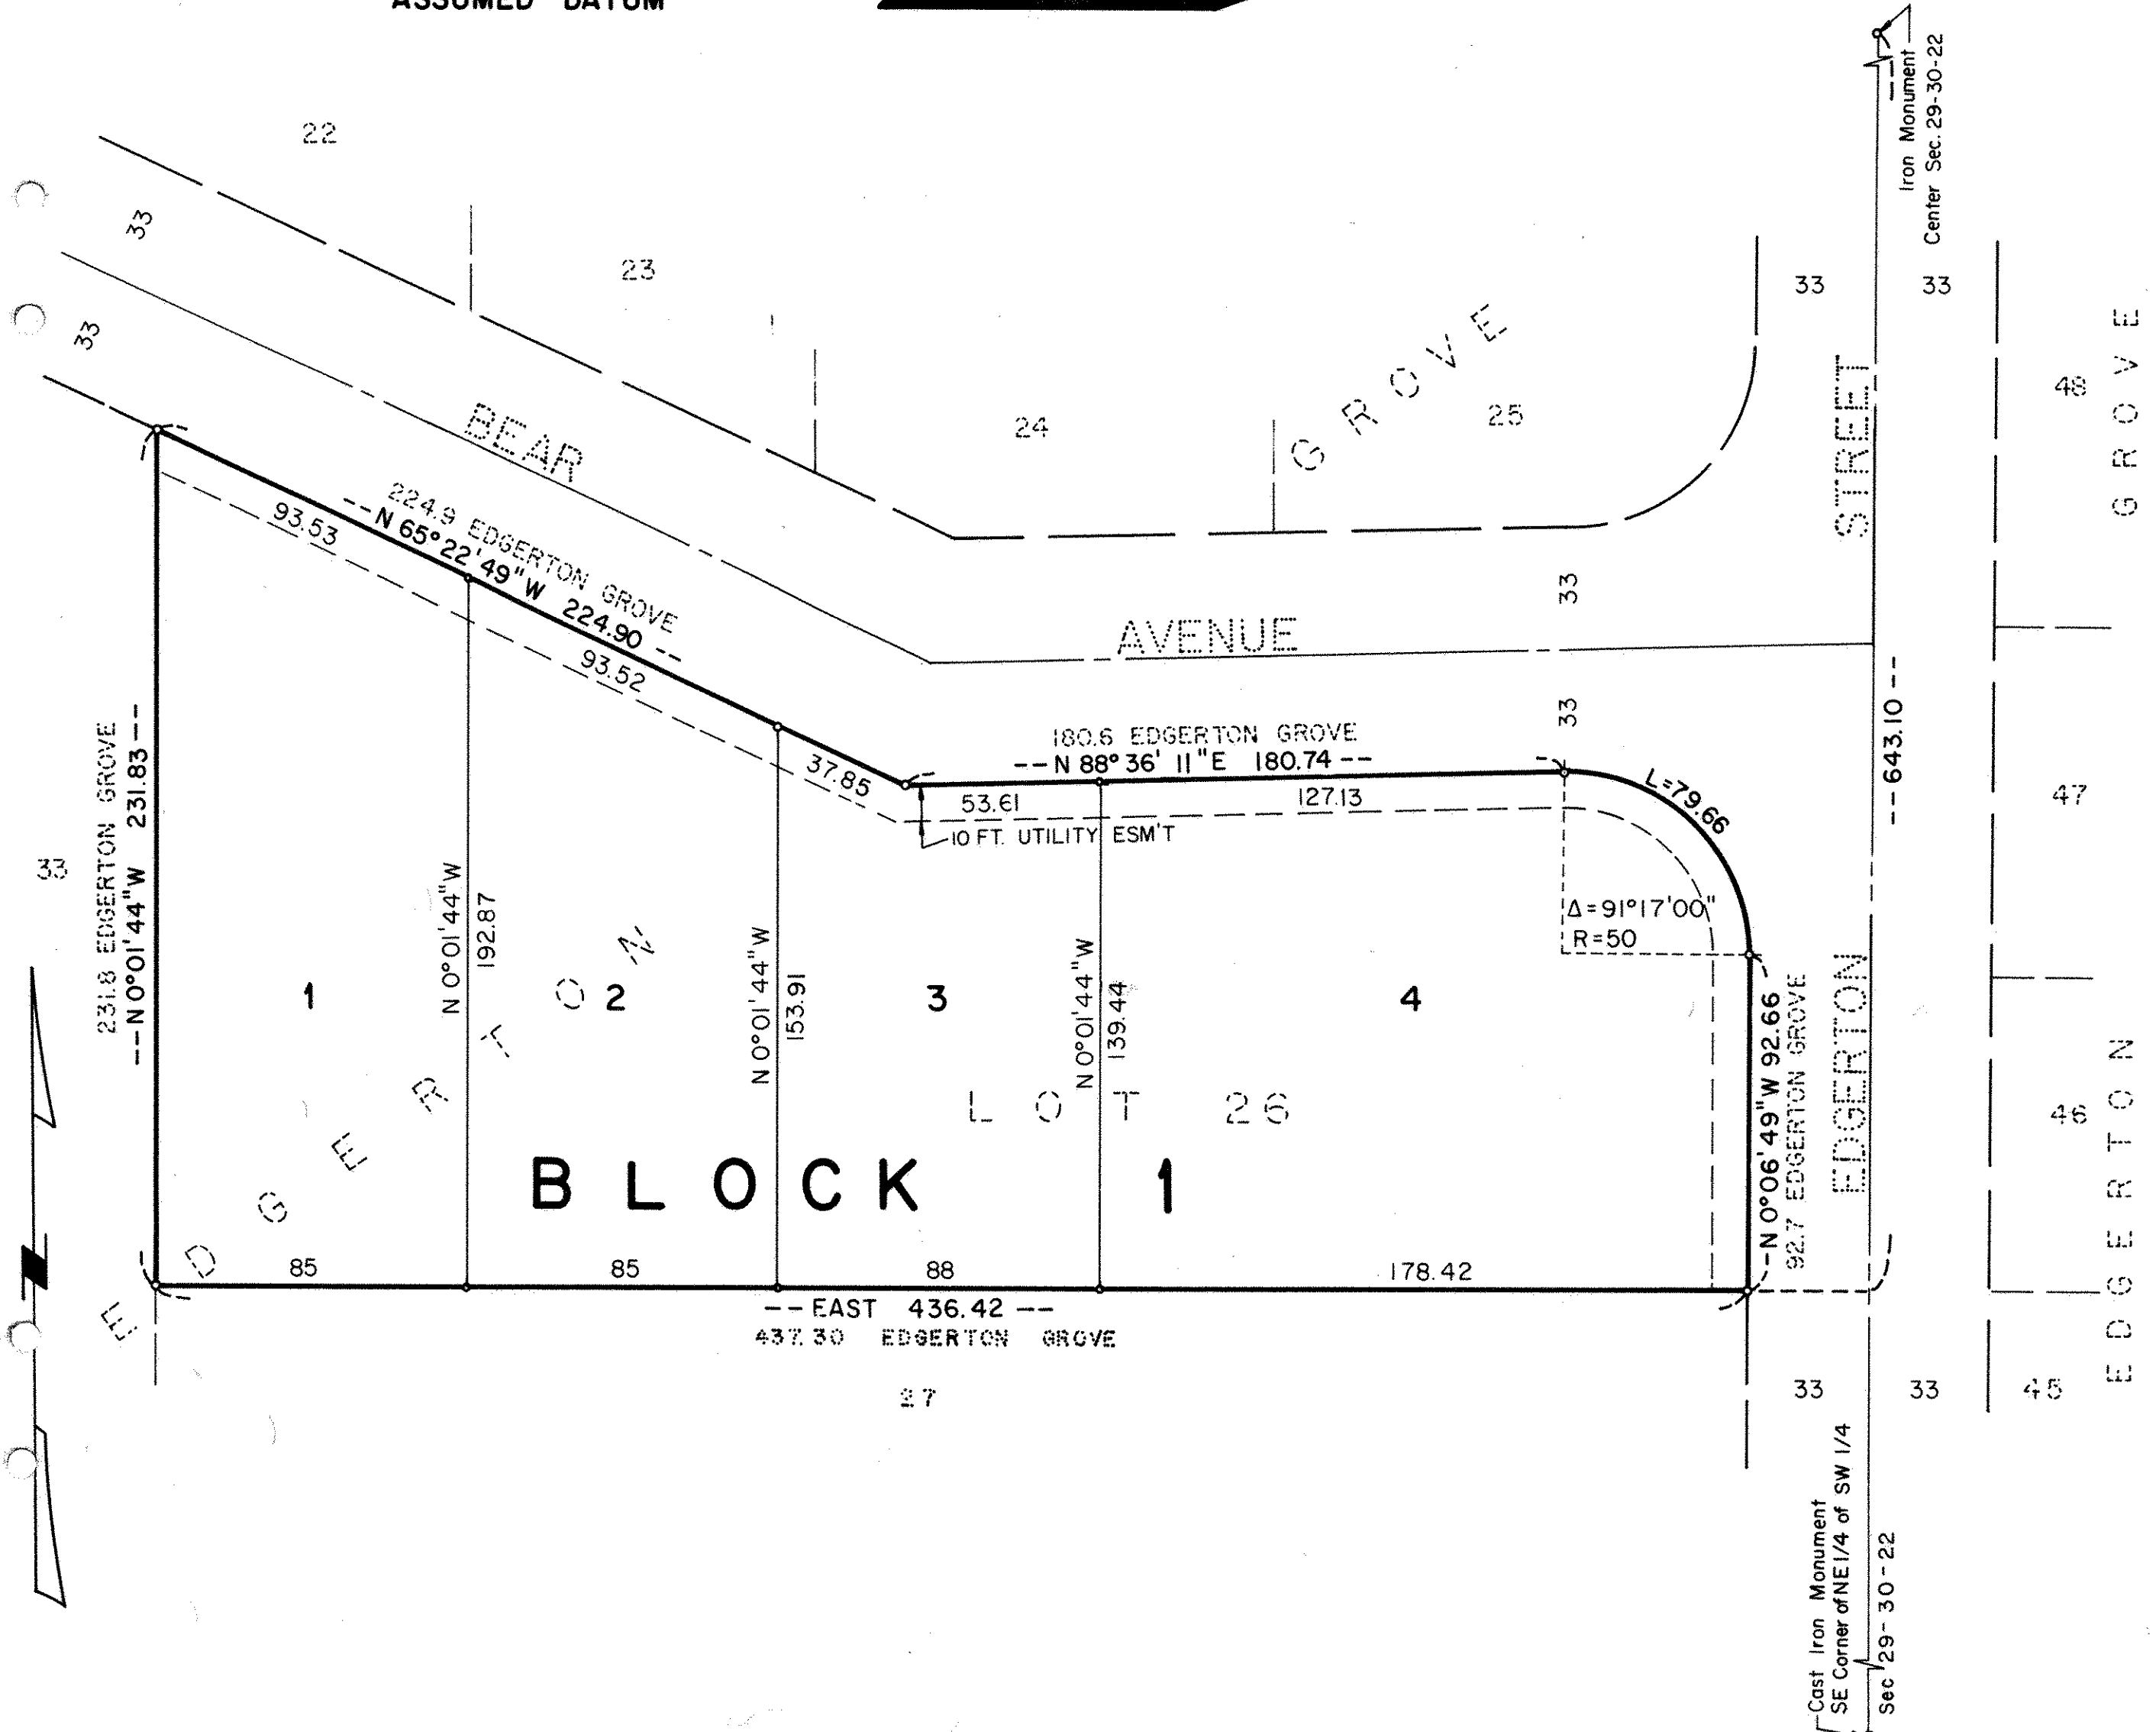 ASSUMED DATUM
Iron Monument
Center Sec. 29-30-22
22
33
23
33
33
33
GROVE
48
24
25
GROVE
STREET
BEAR
224.9 EDGERTON GROVE
--N 65°22'49"W 224.90 --
93.53
93.52
37.85
33
AVENUE
33
--643.10--
180.6 EDGERTON GROVE
--N 88°36'11"E 180.74--
53.61
127.13
L=79.66
10 FT. UTILITY ESM'T
47
231.8 EDGERTON GROVE
--N 0°01'44"W 231.83--
33
N 0°01'44"W
192.87
N 0°01'44"W
153.91
N 0°01'44"W
139.44
Δ=91°17'00"
R=50
1
2
3
4
EDGERTON
LOT 26
--N 0°06'49"W 92.66
92.7 EDGERTON GROVE
EDGERTON
46
EDGERTON
BLOCK 1
85
85
88
178.42
--EAST 436.42--
437.30 EDGERTON GROVE
27
33
33
45
Cast Iron Monument
SE Corner of NE 1/4 of SW 1/4
Sec 29-30-22